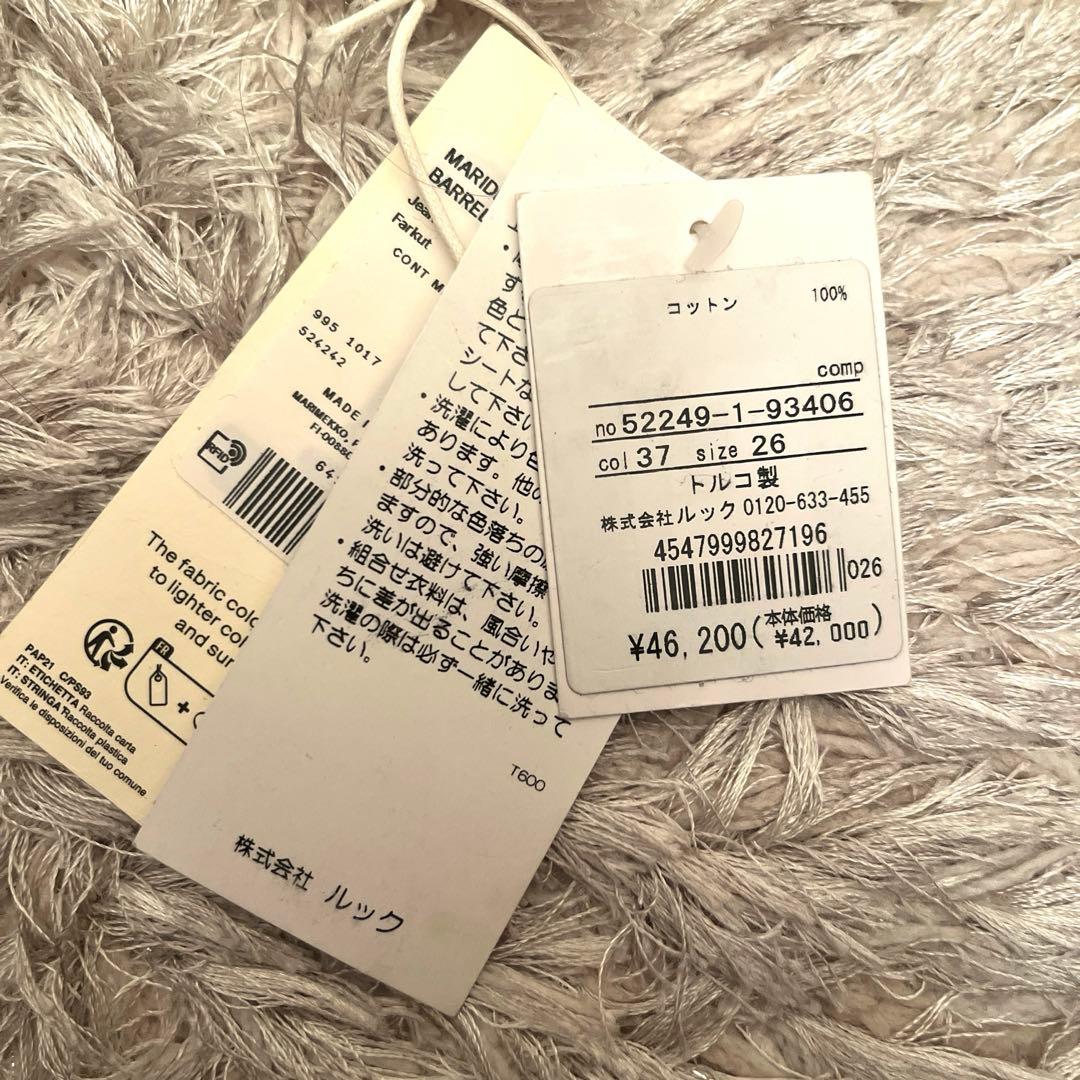 MARID
BARREL
Jea
Farkut
CONT M
995 1017
524242
MADE
MARIMEKKO,
FI-0088
RFID
64
The fabric colo
to lighter col
and sur
FR
+
PAP21 C/PS93
IT: ETICHETTA Raccolta carta
IT: STRINGA Raccolta plastica
Verifica le disposizioni del tuo comune
す
色と
て下さ
シートな
して下さい
・洗濯により色
あります。他の
洗って下さい。
・部分的な色落ちの
ますので、強い摩擦
洗いは避けて下さい。
・組合せ衣料は、風合いや
ちに差が出ることがありま
洗濯の際は必ず一緒に洗って
下さい。
T600
株式会社 ルック
コットン 100%
comp
no 52249-1-93406
col 37 size 26
トルコ製
株式会社ルック 0120-633-455
4547999827196
026
¥46,200(本体価格 ¥42,000)